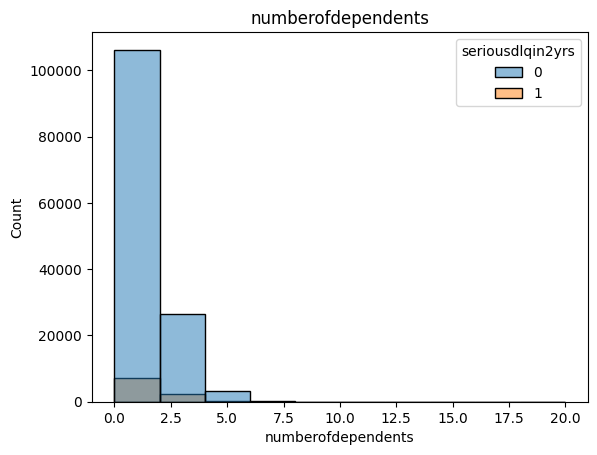 numberofdependents
seriousdlqin2yrs
0
1
100000
80000
60000
40000
20000
0
Count
0.0 2.5 5.0 7.5 10.0 12.5 15.0 17.5 20.0
numberofdependents